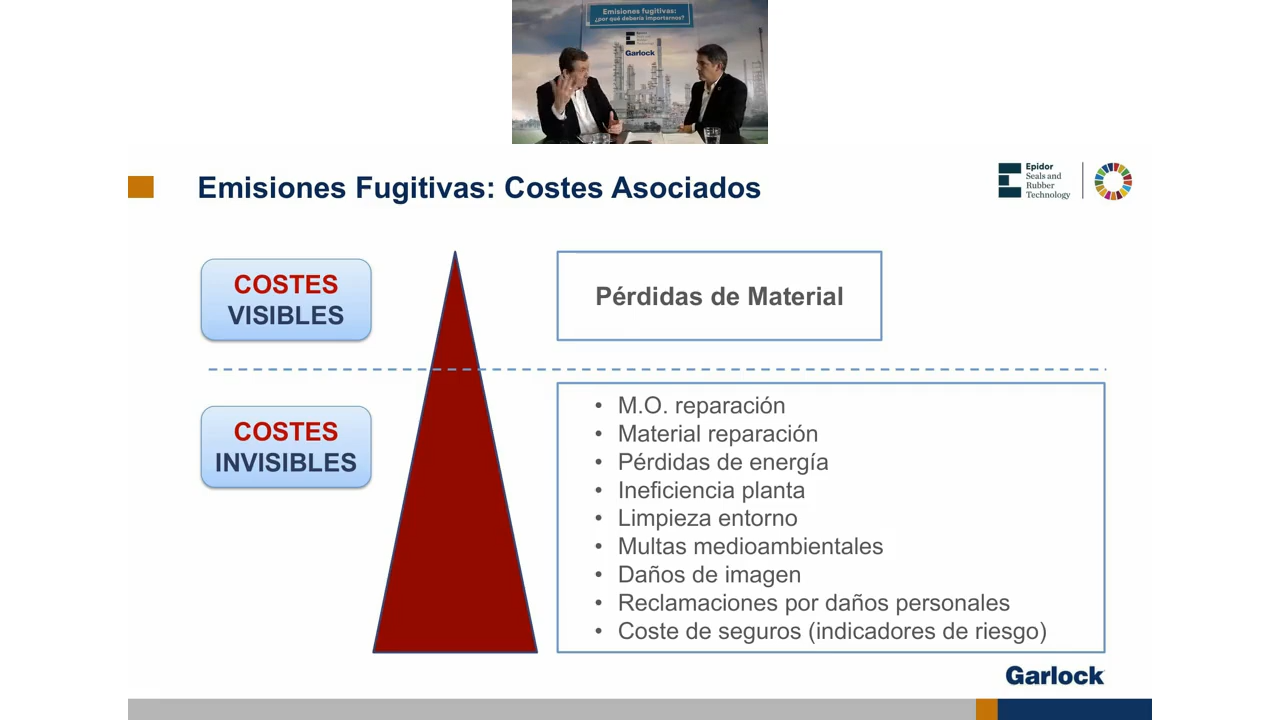 Emisiones fugitivas:
¿por qué debería importarnos?
Garlock
Emisiones Fugitivas: Costes Asociados
Epidor
Seals and
Rubber
Technology
COSTES
VISIBLES
Pérdidas de Material
COSTES
INVISIBLES
• M.O. reparación
• Material reparación
• Pérdidas de energía
• Ineficiencia planta
• Limpieza entorno
• Multas medioambientales
• Daños de imagen
• Reclamaciones por daños personales
• Coste de seguros (indicadores de riesgo)
Garlock